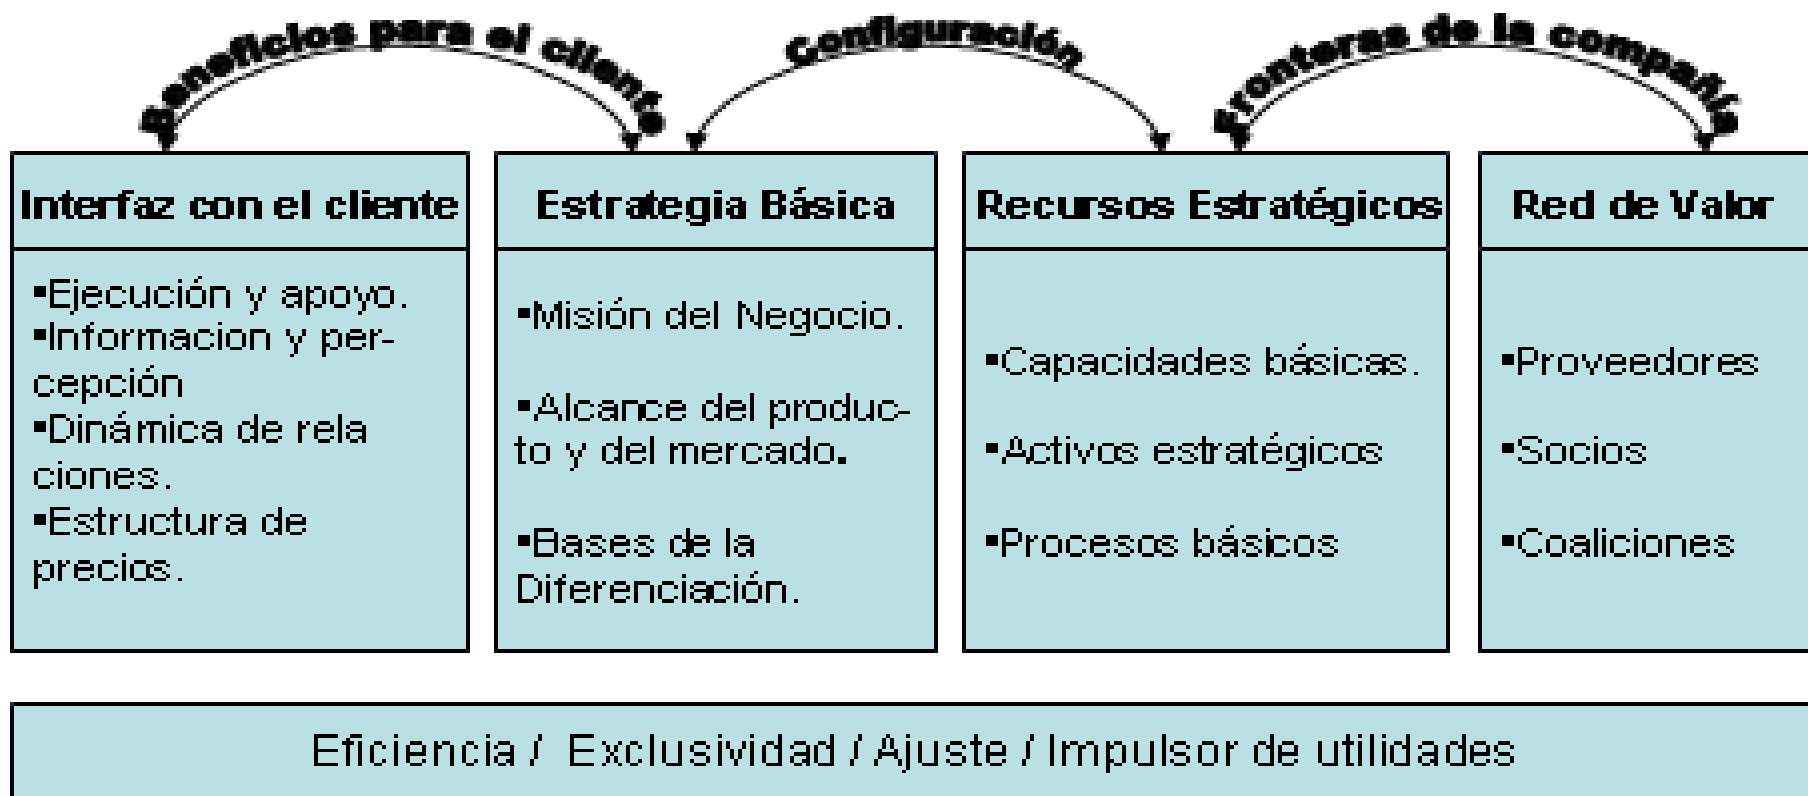 Beneficios para el cliente
Configuración
Fronteras de la compañía
Interfaz con el cliente
▪Ejecución y apoyo.
▪Informacion y per-
cepción
▪Dinámica de rela
ciones.
▪Estructura de
precios.
Estrategia Básica
▪Misión del Negocio.
▪Alcance del produc-
to y del mercado.
▪Bases de la
Diferenciación.
Recursos Estratégicos
▪Capacidades básicas.
▪Activos estratégicos
▪Procesos básicos
Red de Valor
▪Proveedores
▪Socios
▪Coaliciones
Eficiencia / Exclusividad / Ajuste / Impulsor de utilidades